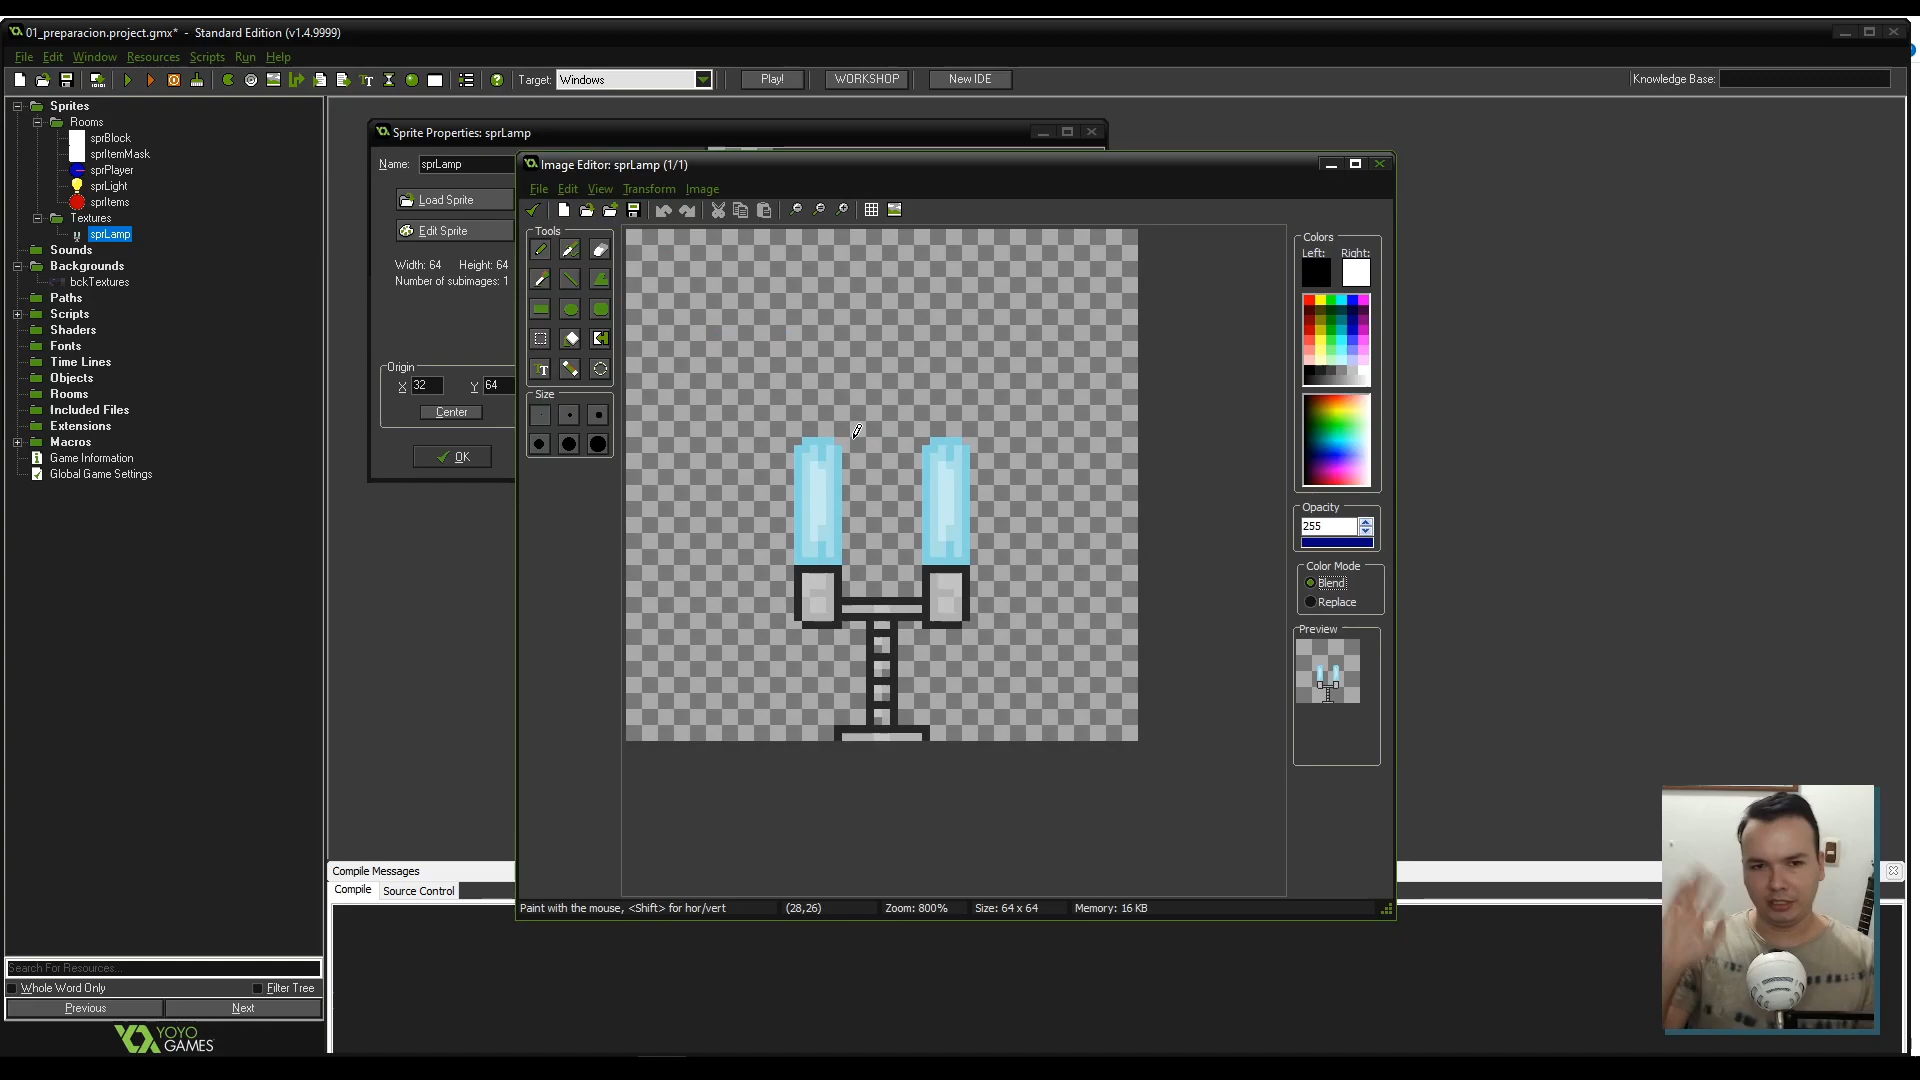 01_preparacion.project.gmx* - Standard Edition (v1.4.9999)
File Edit Window Resources Scripts Run Help
Target: Windows Play! WORKSHOP New IDE Knowledge Base:
Sprites
Rooms
sprBlock
sprItemMask
sprPlayer
sprLight
sprItems
Textures
sprLamp
Sounds
Backgrounds
bckTextures
Paths
Scripts
Shaders
Fonts
Time Lines
Objects
Rooms
Included Files
Extensions
Macros
Game Information
Global Game Settings
Search For Resources...
Whole Word Only Filter Tree
Previous Next
YOYO
GAMES
Sprite Properties: sprLamp
Name: sprLamp
Load Sprite
Edit Sprite
Width: 64 Height: 64
Number of subimages: 1
Origin
X 32 Y 64
Center
OK
Image Editor: sprLamp (1/1)
File Edit View Transform Image
Tools
Size
Colors
Left: Right:
Opacity
255
Color Mode
Blend
Replace
Preview
Paint with the mouse, <Shift> for hor/vert (28,26) Zoom: 800% Size: 64 x 64 Memory: 16 KB
Compile Messages
Compile Source Control